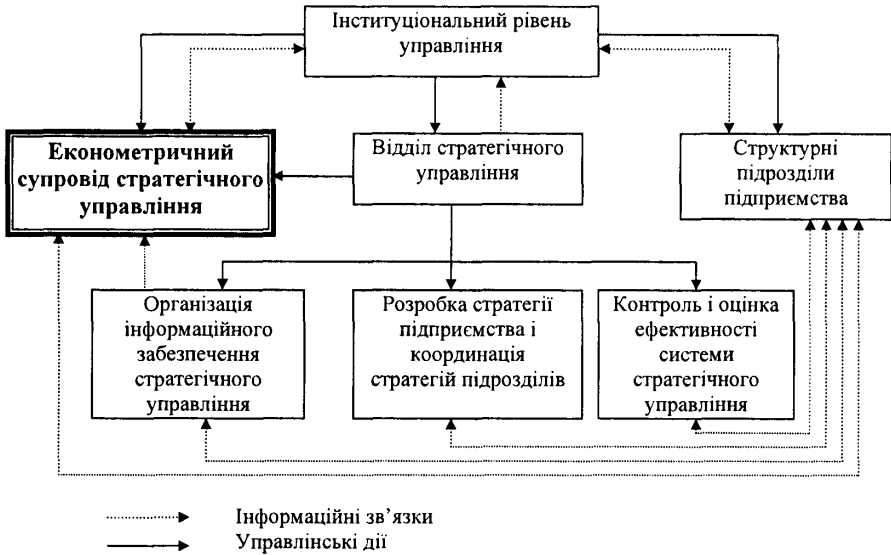 Інституціональний рівень
управління
Економетричний
супровід стратегічного
управління
Відділ стратегічного
управління
Структурні
підрозділи
підприємства
Організація
інформаційного
забезпечення
стратегічного
управління
Розробка стратегії
підприємства і
координація
стратегій підрозділів
Контроль і оцінка
ефективності
системи
стратегічного
управління
Інформаційні зв’язки
Управлінські дії